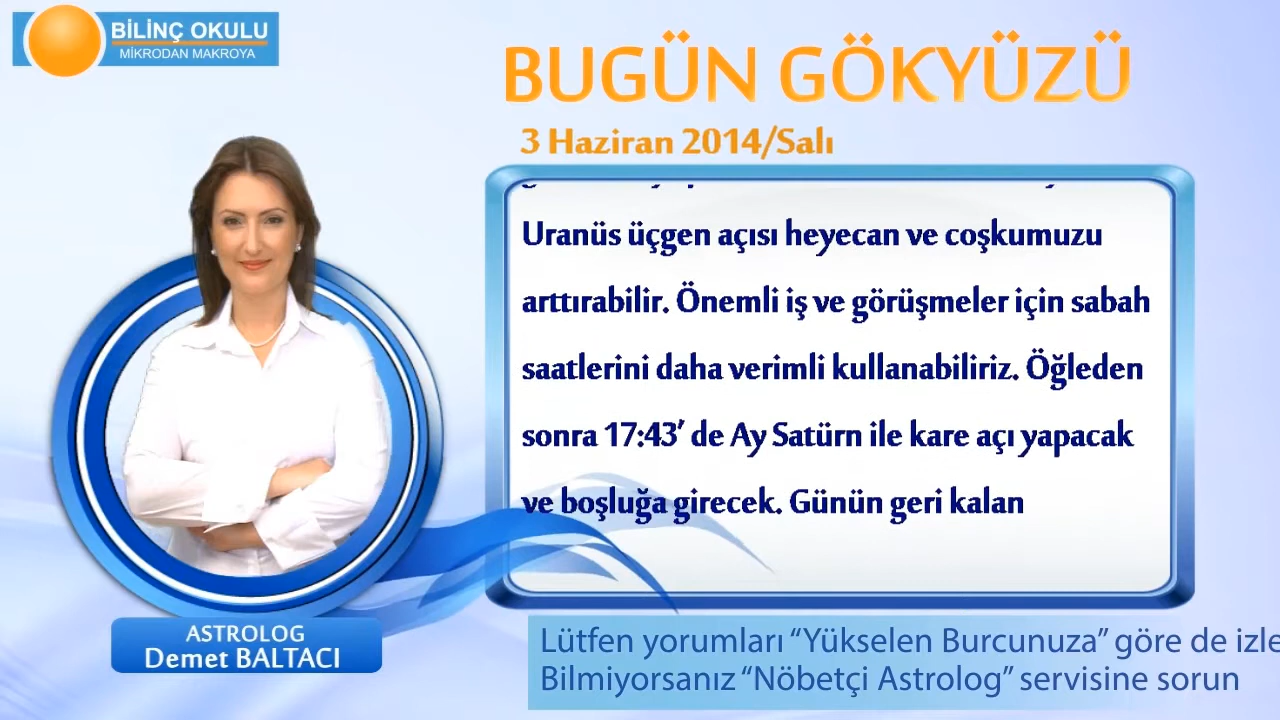 BİLİNÇ OKULU
MİKRODAN MAKROYA
BUGÜN GÖKYÜZÜ
3 Haziran 2014/Salı
Uranüs üçgen açısı heyecan ve coşkumuzu
arttırabilir. Önemli iş ve görüşmeler için sabah
saatlerini daha verimli kullanabiliriz. Öğleden
sonra 17:43’ de Ay Satürn ile kare açı yapacak
ve boşluğa girecek. Günün geri kalan
ASTROLOG
Demet BALTACI
Lütfen yorumları “Yükselen Burcunuza” göre de izle
Bilmiyorsanız “Nöbetçi Astrolog” servisine sorun